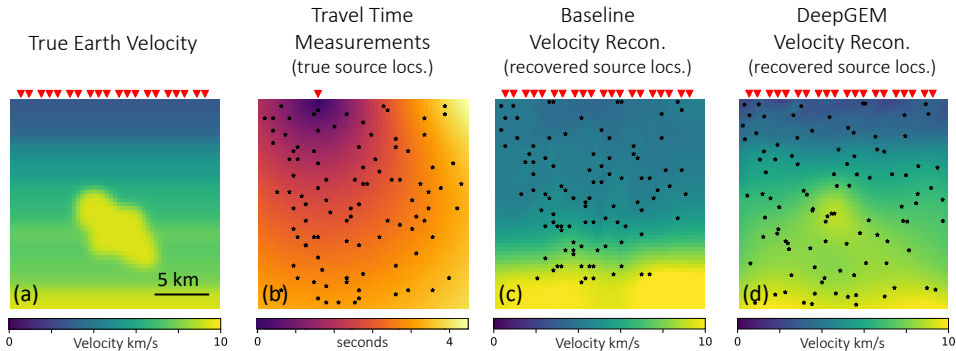 True Earth Velocity
Travel Time
Measurements
(true source locs.)
Baseline
Velocity Recon.
(recovered source locs.)
DeepGEM
Velocity Recon.
(recovered source locs.)
(a)
5 km
(b)
(c)
(d)
0 Velocity km/s 10
0 seconds 4
0 Velocity km/s 10
0 Velocity km/s 10